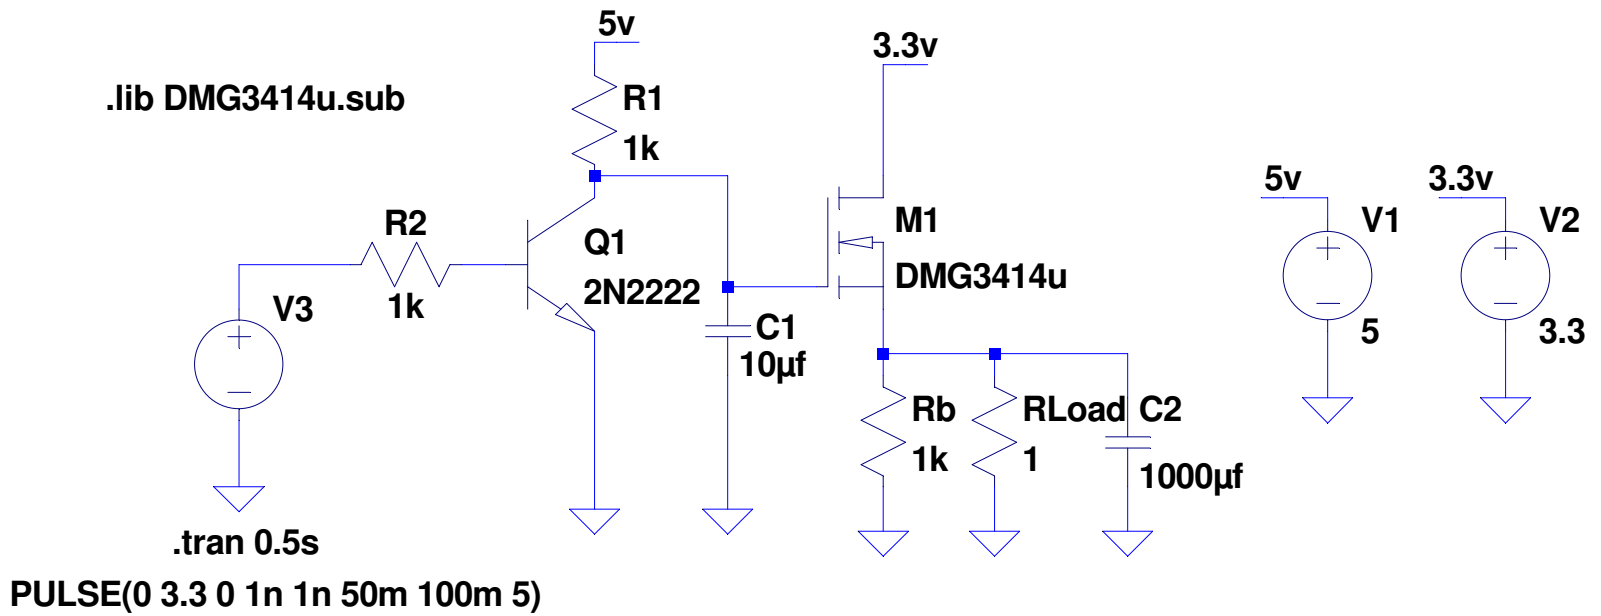 5v
3.3v
.lib DMG3414u.sub
R1
1k
5v
3.3v
R2
M1
V1
V2
Q1
1k
2N2222
DMG3414u
V3
C1
10µf
5
3.3
Rb
RLoad
C2
1k
1
1000µf
.tran 0.5s
PULSE(0 3.3 0 1n 1n 50m 100m 5)